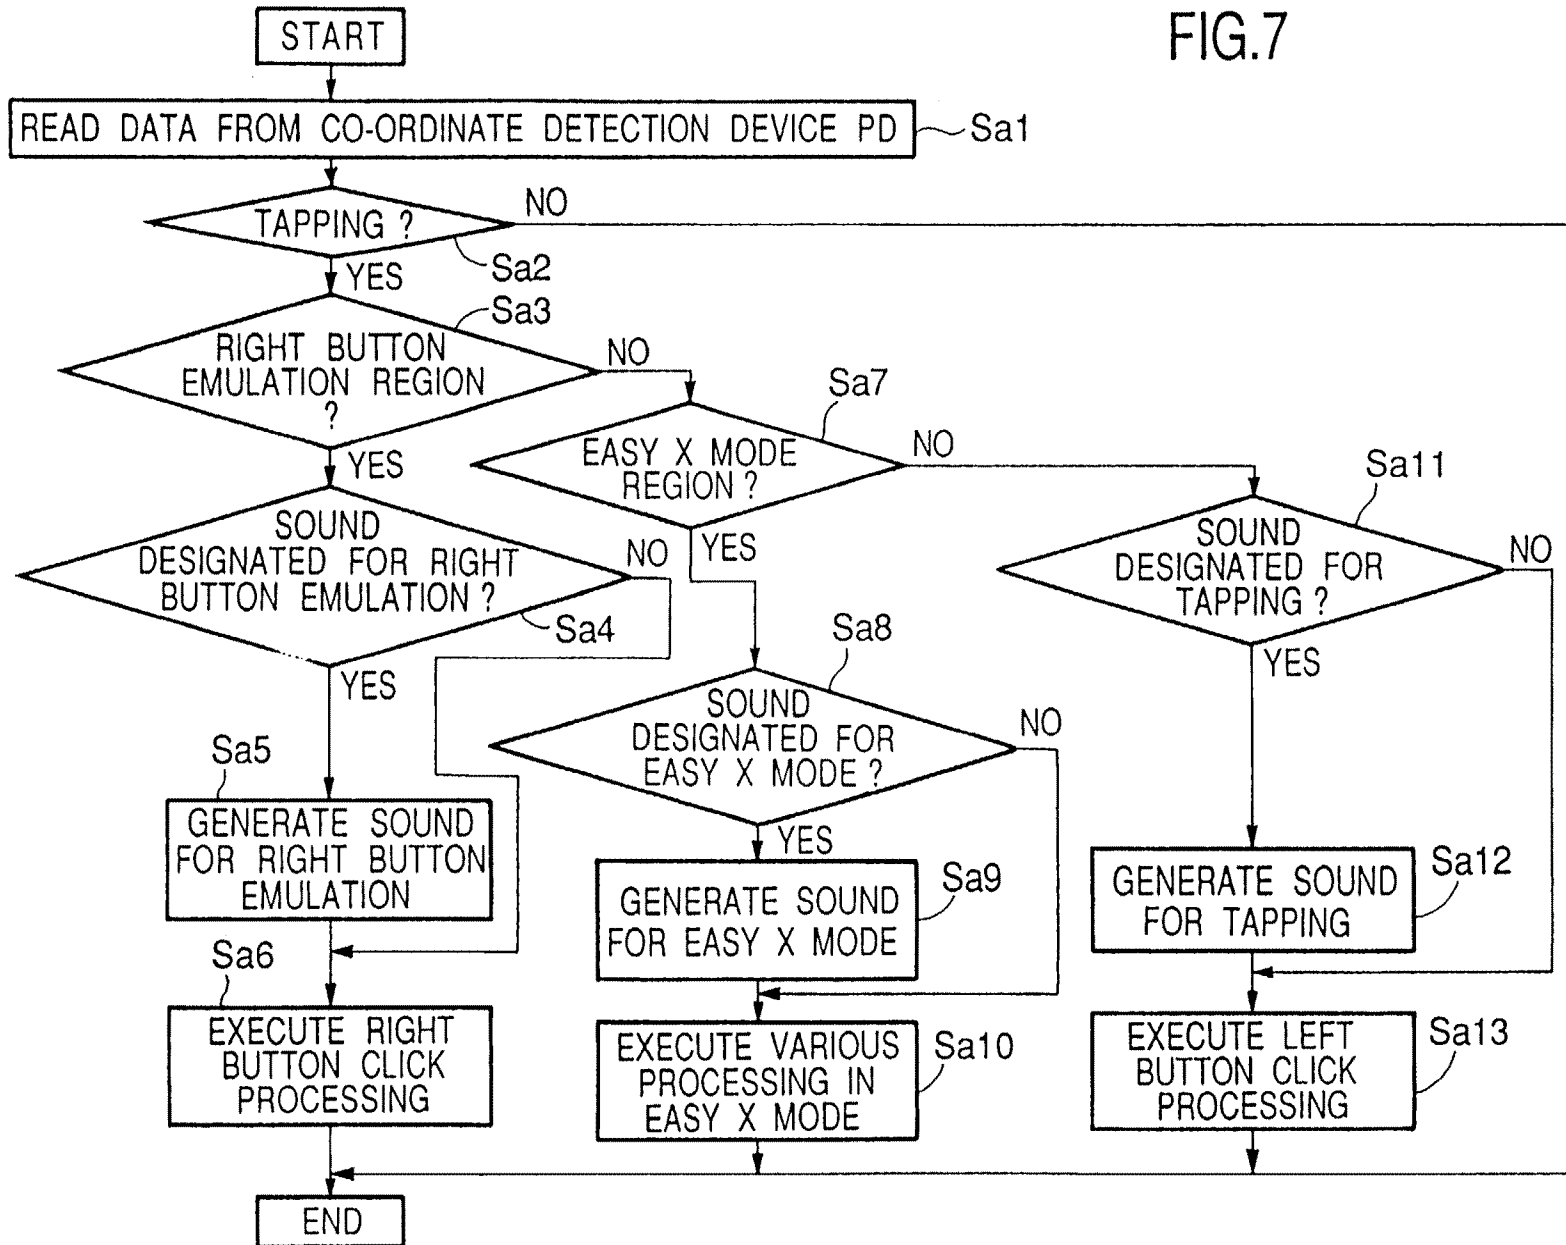 FIG.7
START
READ DATA FROM CO-ORDINATE DETECTION DEVICE PD
Sa1
TAPPING ?
NO
Sa2
YES
Sa3
RIGHT BUTTON
EMULATION REGION
?
NO
YES
Sa7
EASY X MODE
REGION ?
NO
YES
Sa11
SOUND
DESIGNATED FOR
TAPPING ?
NO
YES
SOUND
DESIGNATED FOR RIGHT
BUTTON EMULATION ?
NO
Sa4
YES
Sa8
SOUND
DESIGNATED FOR
EASY X MODE ?
NO
YES
Sa5
GENERATE SOUND
FOR RIGHT BUTTON
EMULATION
Sa9
GENERATE SOUND
FOR EASY X MODE
Sa12
GENERATE SOUND
FOR TAPPING
Sa6
EXECUTE RIGHT
BUTTON CLICK
PROCESSING
EXECUTE VARIOUS
PROCESSING IN
EASY X MODE
Sa10
EXECUTE LEFT
BUTTON CLICK
PROCESSING
Sa13
END